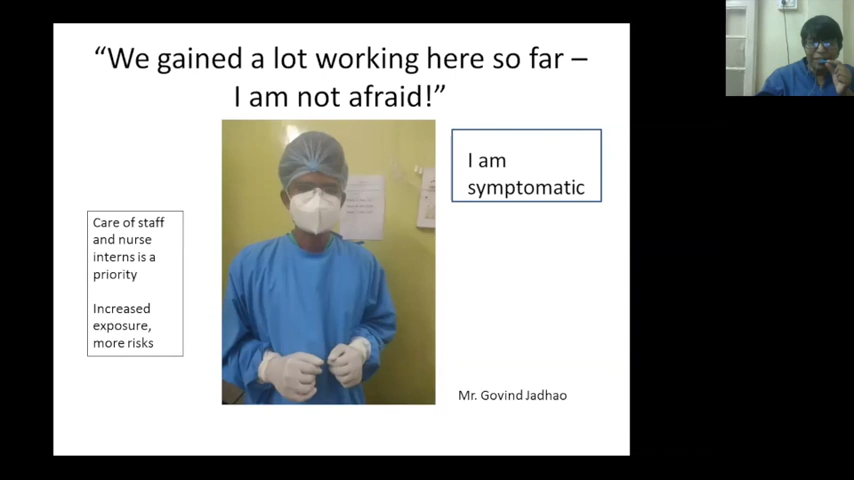 “We gained a lot working here so far –
I am not afraid!”
I am
symptomatic
Care of staff
and nurse
interns is a
priority
Increased
exposure,
more risks
Mr. Govind Jadhao